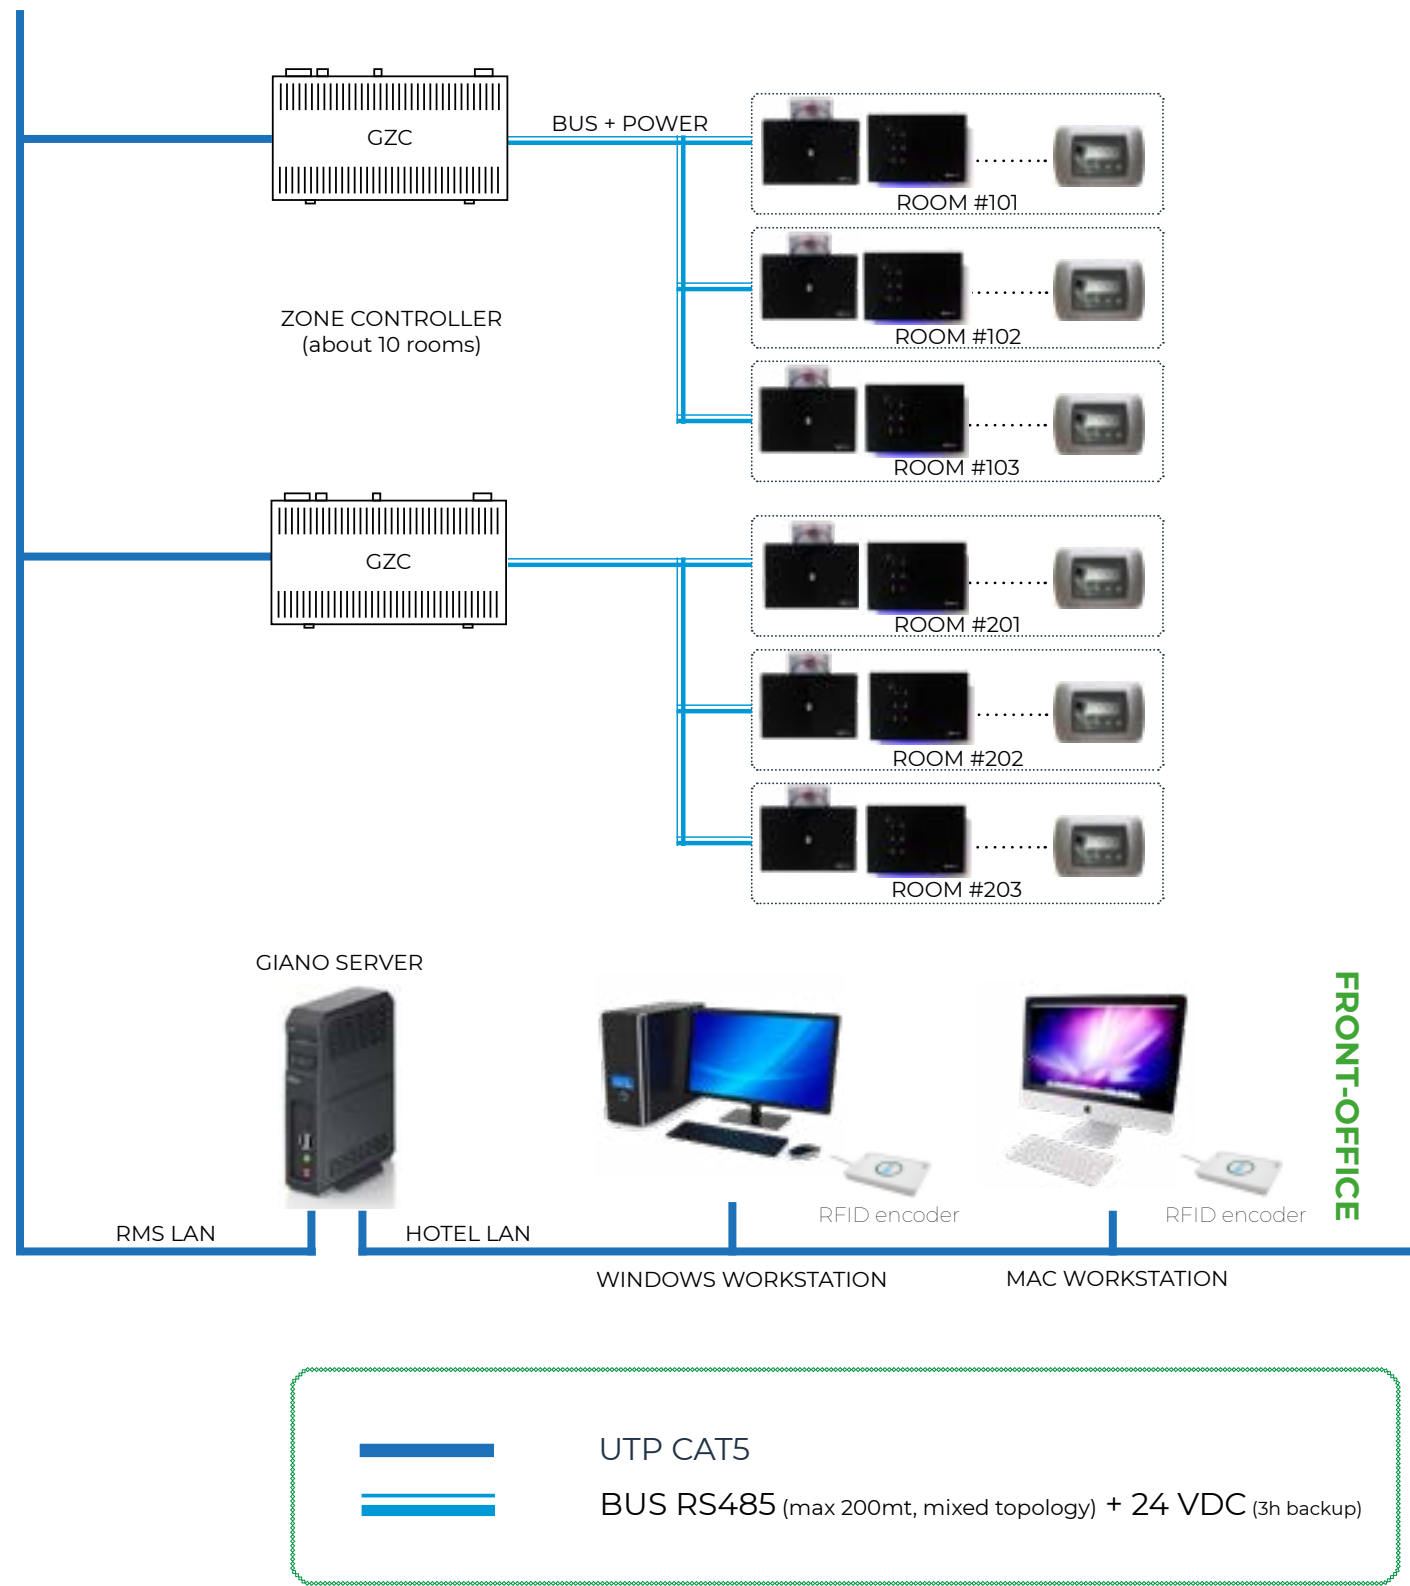 GZC
BUS + POWER
ROOM #101
ROOM #102
ZONE CONTROLLER
(about 10 rooms)
ROOM #103
GZC
ROOM #201
ROOM #202
ROOM #203
GIANO SERVER
FRONT-OFFICE
RFID encoder
RFID encoder
RMS LAN
HOTEL LAN
WINDOWS WORKSTATION
MAC WORKSTATION
UTP CAT5
BUS RS485 (max 200mt, mixed topology) + 24 VDC (3h backup)